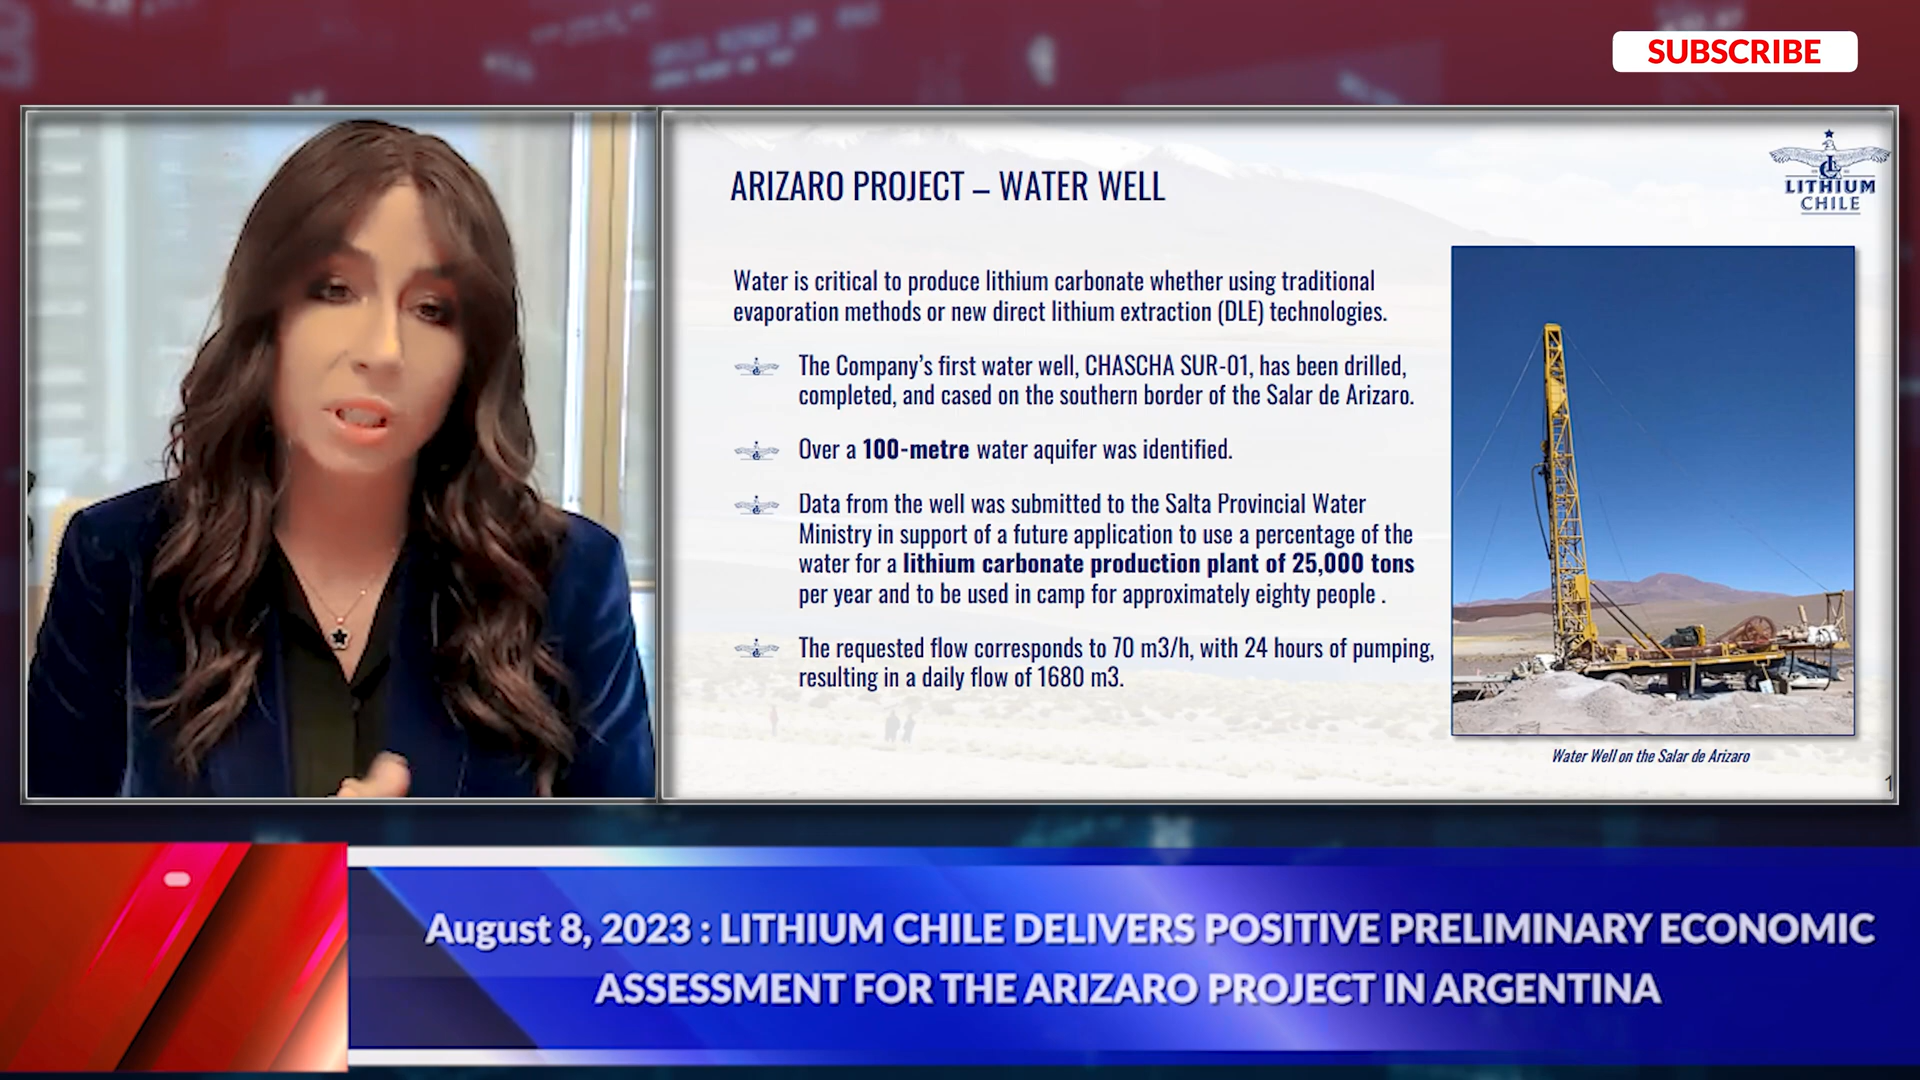 SUBSCRIBE
LITHIUM
CHILE
ARIZARO PROJECT – WATER WELL
Water is critical to produce lithium carbonate whether using traditional
evaporation methods or new direct lithium extraction (DLE) technologies.
The Company's first water well, CHASCHA SUR-01, has been drilled,
completed, and cased on the southern border of the Salar de Arizaro.
Over a 100-metre water aquifer was identified.
Data from the well was submitted to the Salta Provincial Water
Ministry in support of a future application to use a percentage of the
water for a lithium carbonate production plant of 25,000 tons
per year and to be used in camp for approximately eighty people .
The requested flow corresponds to 70 m3/h, with 24 hours of pumping,
resulting in a daily flow of 1680 m3.
Water Well on the Salar de Arizaro
1
August 8, 2023 : LITHIUM CHILE DELIVERS POSITIVE PRELIMINARY ECONOMIC
ASSESSMENT FOR THE ARIZARO PROJECT IN ARGENTINA